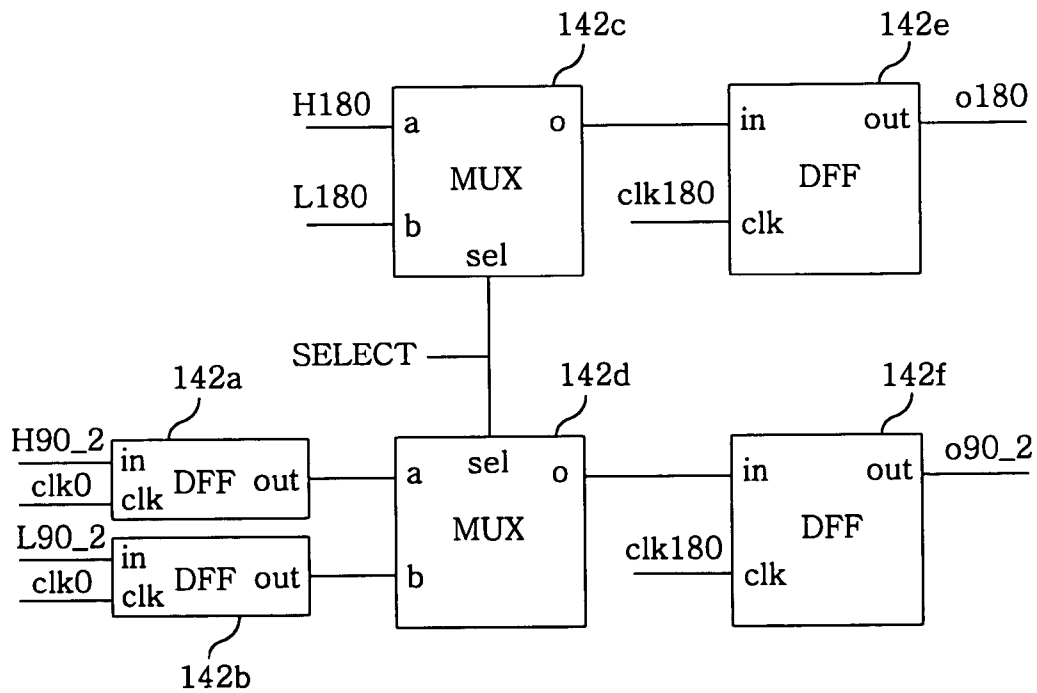 142c
142e
H180
a
o
MUX
L180
b
sel
in
out
o180
DFF
clk180
clk
SELECT
142a
142d
142f
H90_2
in
clk0
clk
DFF
out
L90_2
in
clk0
clk
DFF
out
142b
sel
a
o
MUX
b
in
out
o90_2
DFF
clk180
clk